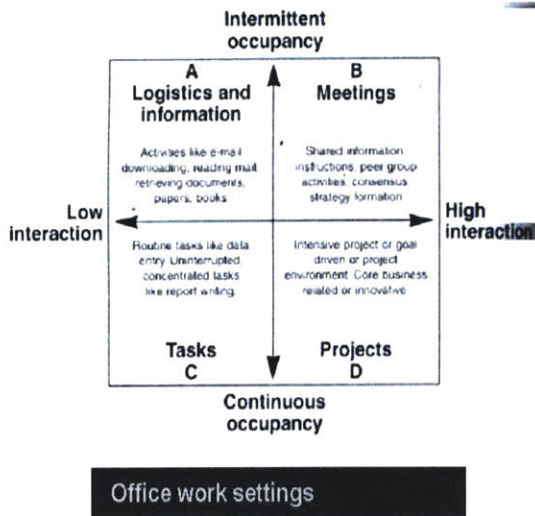 Intermittent
occupancy
A
Logistics and
information
Activities like e-mail
downloading, reading mail
retrieving documents,
papers, books
B
Meetings
Shared information
instructions, peer group
activities, consensus
strategy formation
Low
interaction
High
interaction
Routine tasks like data
entry. Uninterrupted
concentrated tasks
like report writing.
Intensive project or goal
driven or project
environment. Core business
related or innovative
Tasks
C
Projects
D
Continuous
occupancy
Office work settings